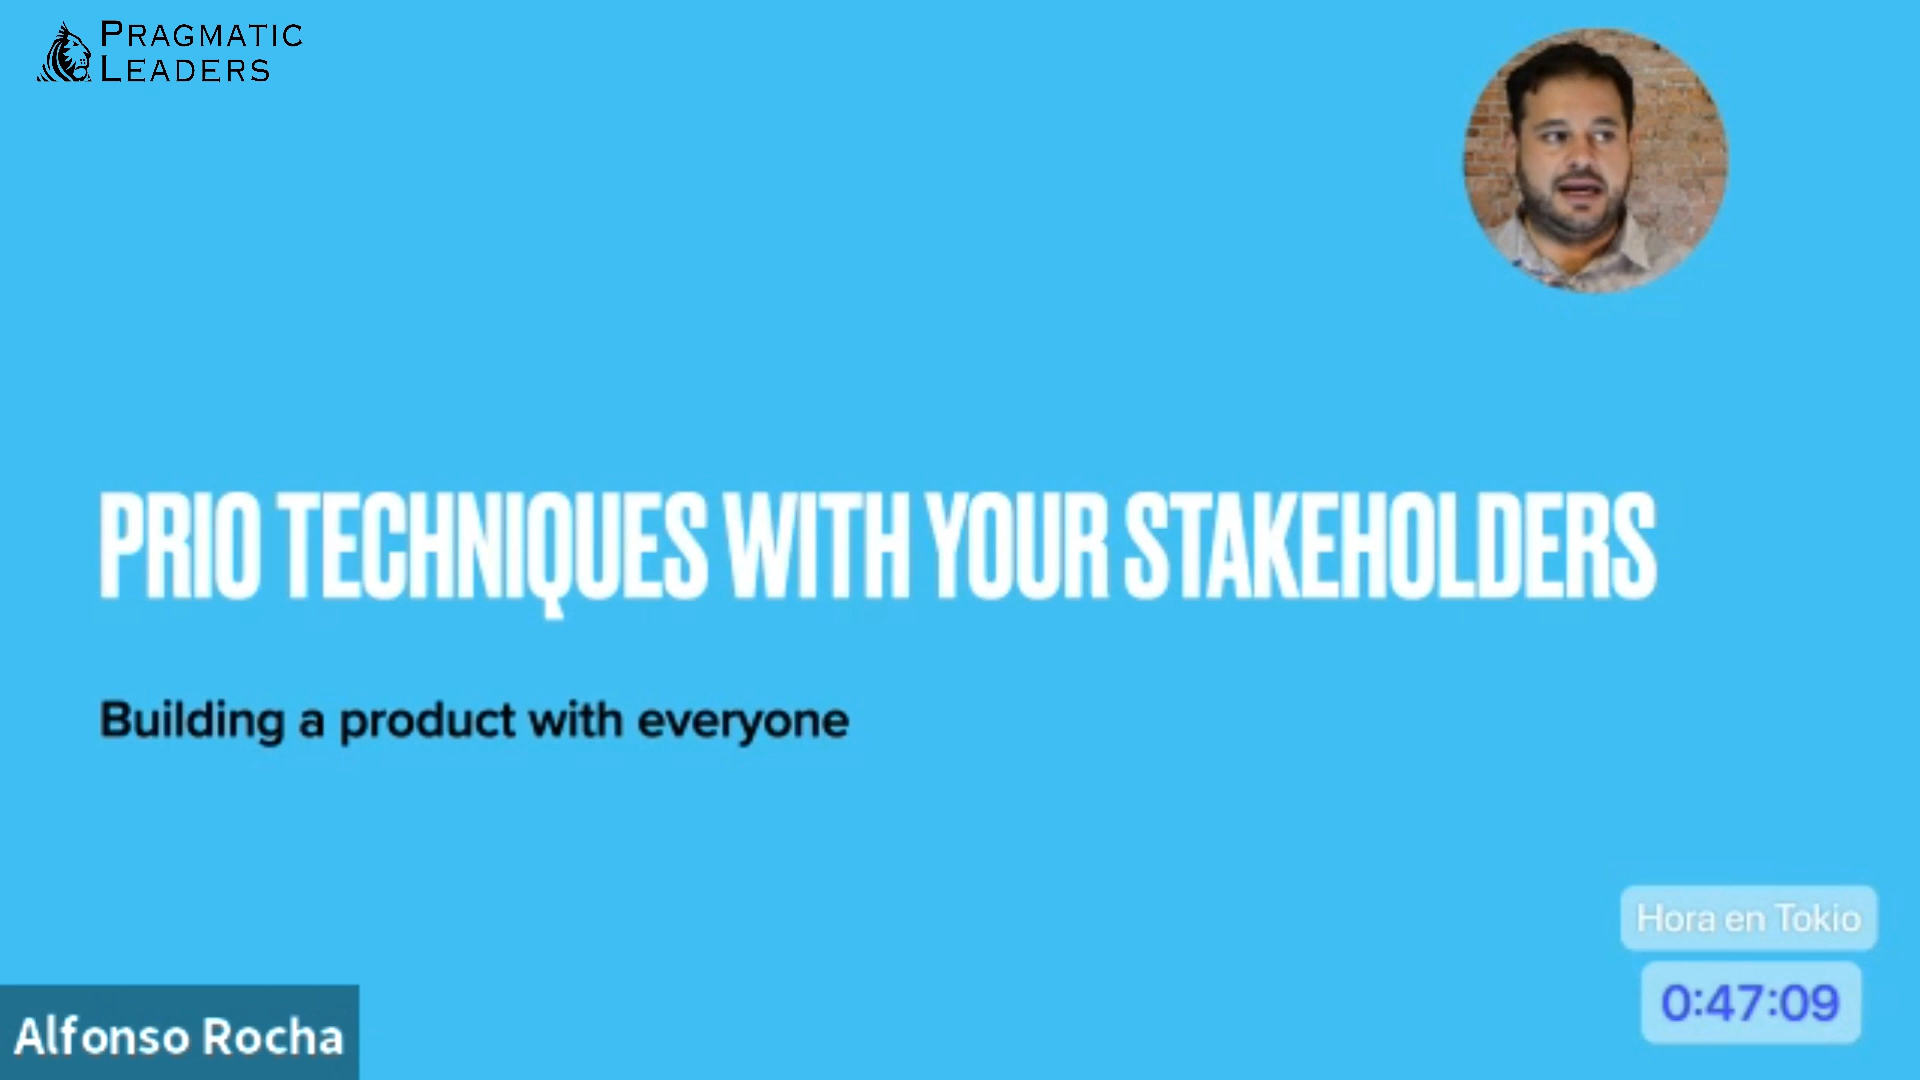 PRAGMATIC
LEADERS
PRIO TECHNIQUES WITH YOUR STAKEHOLDERS
Building a product with everyone
Hora en Tokio
0:47:09
Alfonso Rocha